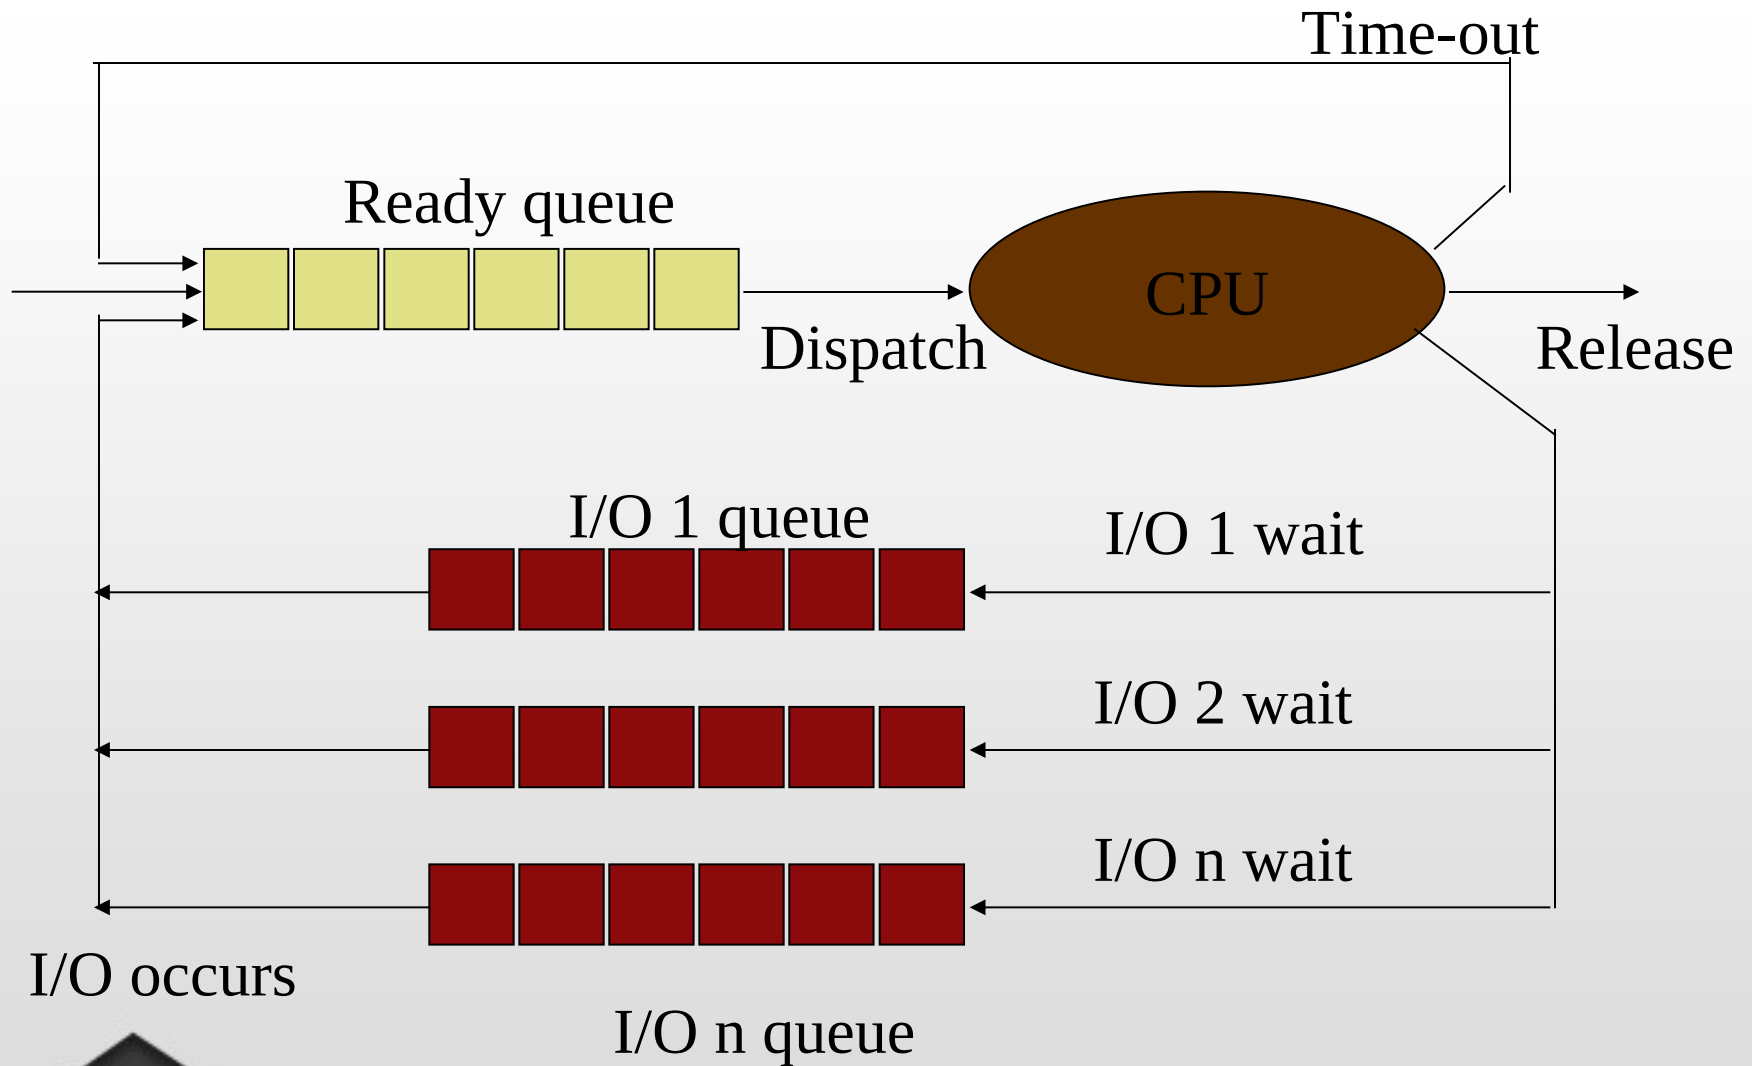 Time-out
Ready queue
CPU
Dispatch
Release
I/O 1 queue
I/O 1 wait
I/O 2 wait
I/O n wait
I/O occurs
I/O n queue